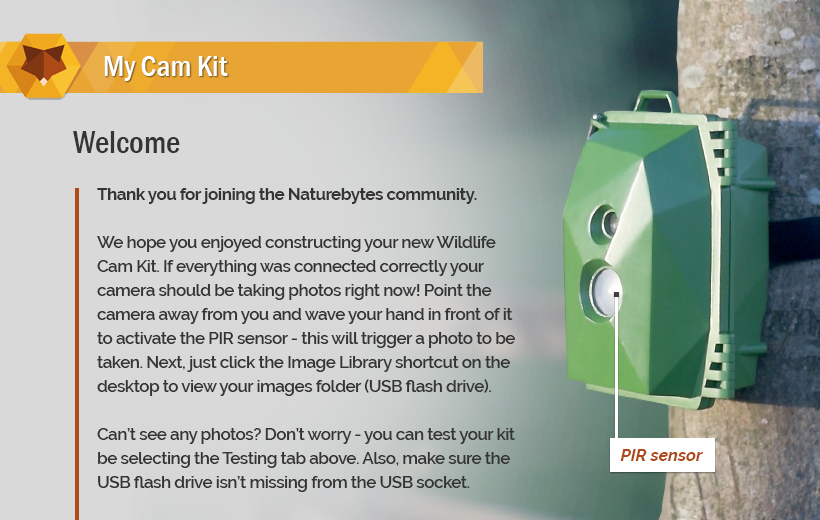 My Cam Kit
Welcome
Thank you for joining the Naturebytes community.
We hope you enjoyed constructing your new Wildlife
Cam Kit. If everything was connected correctly your
camera should be taking photos right now! Point the
camera away from you and wave your hand in front of it
to activate the PIR sensor - this will trigger a photo to be
taken. Next, just click the Image Library shortcut on the
desktop to view your images folder (USB flash drive).
Can't see any photos? Don't worry - you can test your kit
be selecting the Testing tab above. Also, make sure the
USB flash drive isn't missing from the USB socket.
PIR sensor